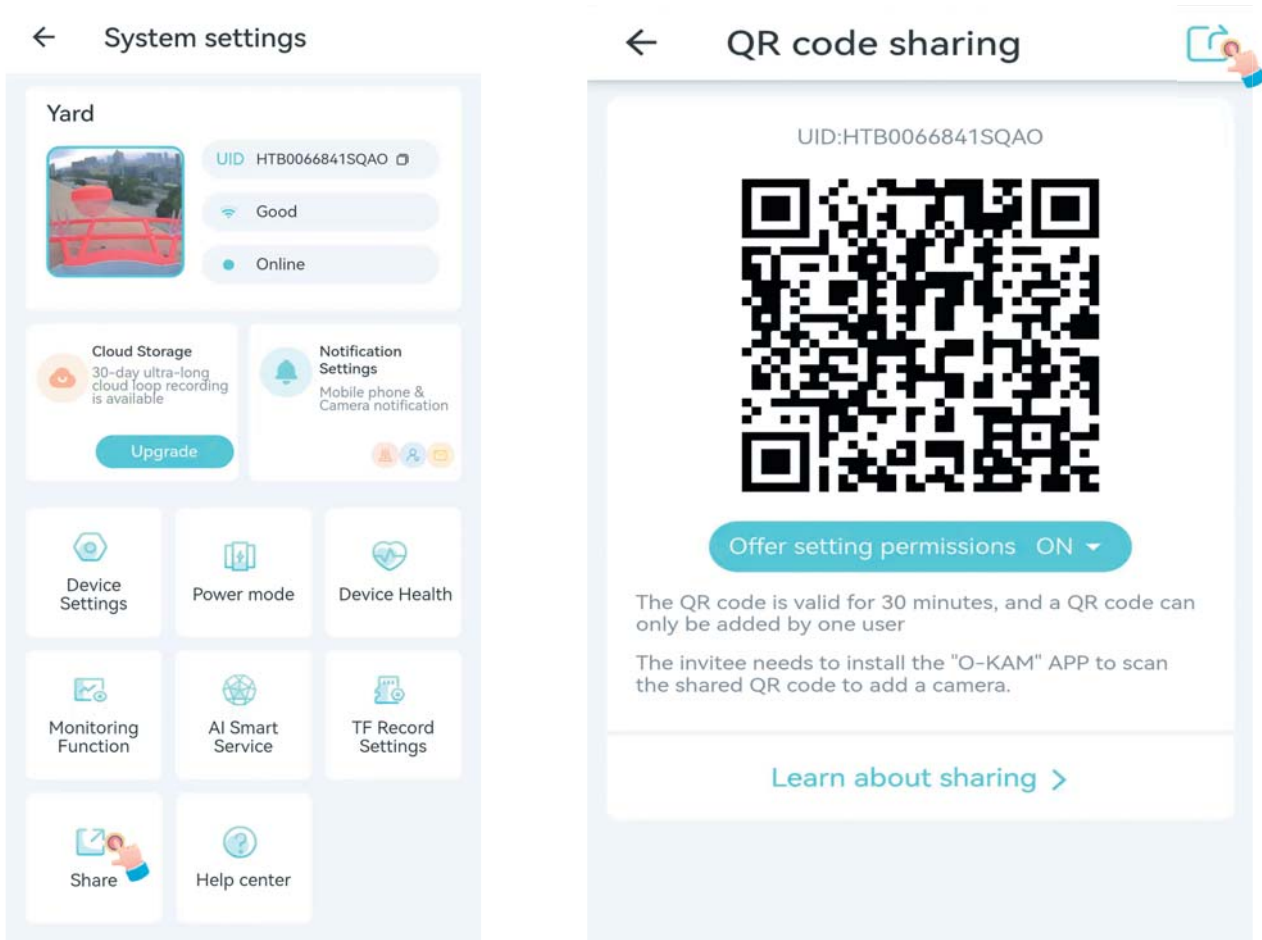 System settings
Yard
UID HTB0066841SQAO
Good
Online
Cloud Storage
30-day ultra-long
cloud loop recording
is available
Upgrade
Notification
Settings
Mobile phone &
Camera notification
Device
Settings
Power mode
Device Health
Monitoring
Function
AI Smart
Service
TF Record
Settings
Share
Help center
QR code sharing
UID:HTB0066841SQAO
Offer setting permissions ON
The QR code is valid for 30 minutes, and a QR code can
only be added by one user
The invitee needs to install the "O-KAM" APP to scan
the shared QR code to add a camera.
Learn about sharing >